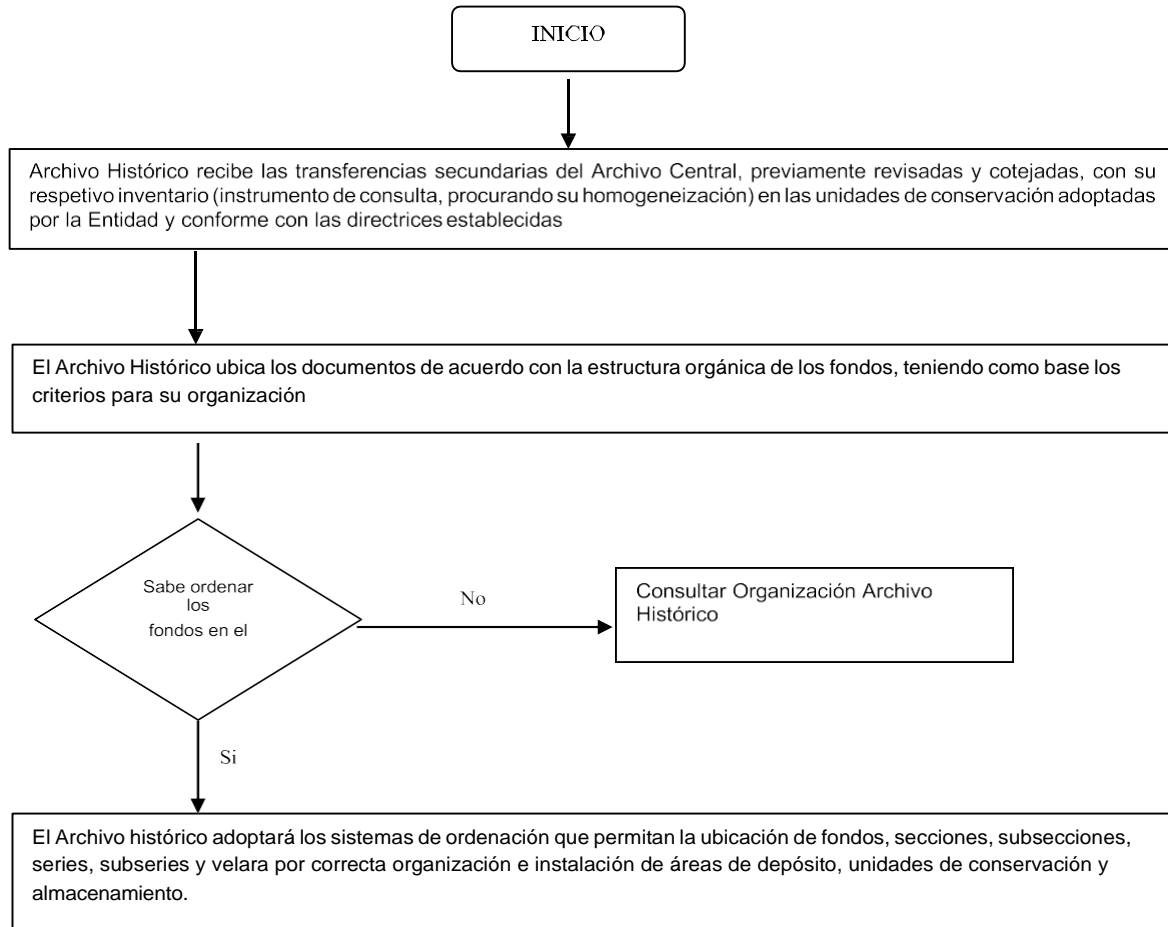 INICIO
Archivo Histórico recibe las transferencias secundarias del Archivo Central, previamente revisadas y cotejadas, con su
respetivo inventario (instrumento de consulta, procurando su homogeneización) en las unidades de conservación adoptadas
por la Entidad y conforme con las directrices establecidas
El Archivo Histórico ubica los documentos de acuerdo con la estructura orgánica de los fondos, teniendo como base los
criterios para su organización
Sabe ordenar
los
fondos en el
No
Consultar Organización Archivo
Histórico
Si
El Archivo histórico adoptará los sistemas de ordenación que permitan la ubicación de fondos, secciones, subsecciones,
series, subseries y velara por correcta organización e instalación de áreas de depósito, unidades de conservación y
almacenamiento.